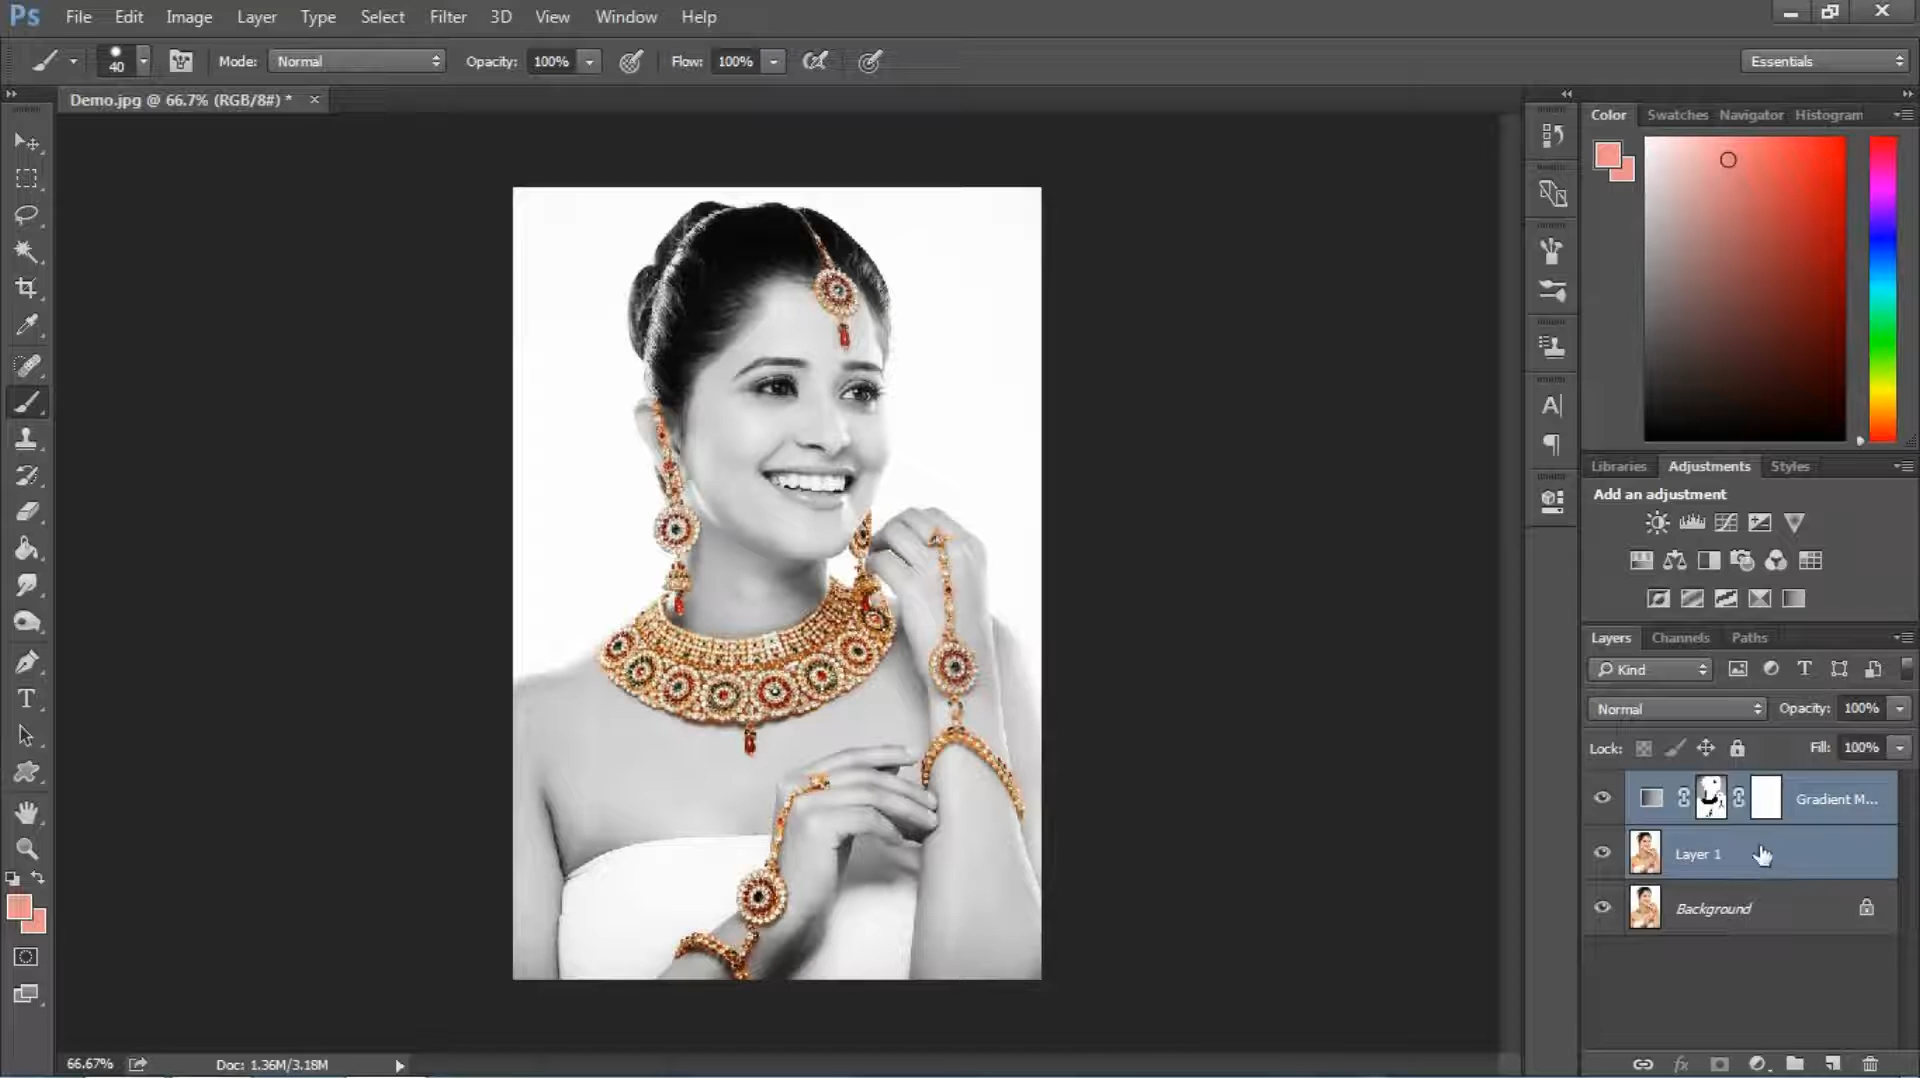 Ps File Edit Image Layer Type Select Filter 3D View Window Help
40 Mode: Normal Opacity: 100% Flow: 100% Essentials
Demo.jpg @ 66.7% (RGB/8#) * ×
Color Swatches Navigator Histogram
Libraries Adjustments Styles
Add an adjustment
Layers Channels Paths
Kind
Normal Opacity: 100%
Lock: Fill: 100%
Gradient M...
Layer 1
Background
66.67% Doc: 1.36M/3.18M